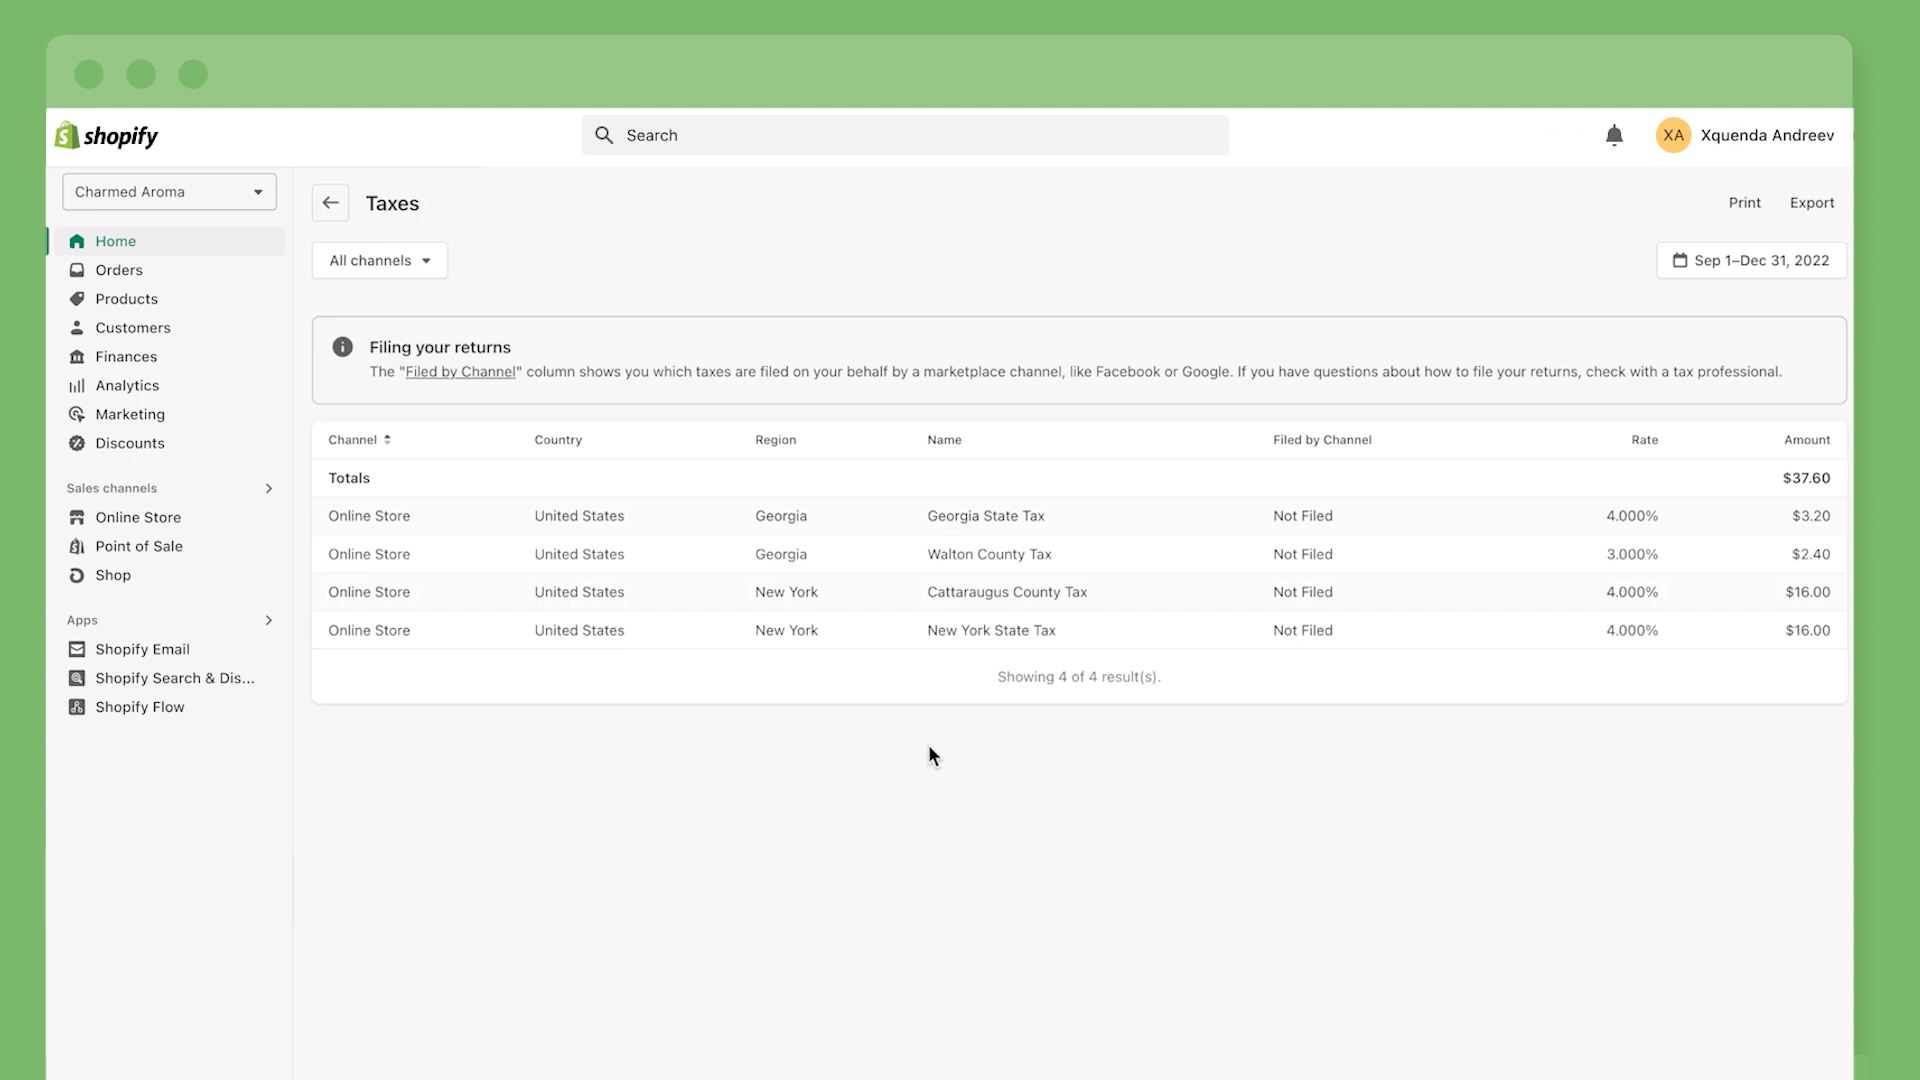 shopify
Search
XA Xquenda Andreev
Charmed Aroma
Home
Orders
Products
Customers
Finances
Analytics
Marketing
Discounts
Sales channels
Online Store
Point of Sale
Shop
Apps
Shopify Email
Shopify Search & Dis...
Shopify Flow
Taxes
Print Export
All channels
Sep 1–Dec 31, 2022
Filing your returns
The "Filed by Channel" column shows you which taxes are filed on your behalf by a marketplace channel, like Facebook or Google. If you have questions about how to file your returns, check with a tax professional.
Channel Country Region Name Filed by Channel Rate Amount
Totals $37.60
Online Store United States Georgia Georgia State Tax Not Filed 4.000% $3.20
Online Store United States Georgia Walton County Tax Not Filed 3.000% $2.40
Online Store United States New York Cattaraugus County Tax Not Filed 4.000% $16.00
Online Store United States New York New York State Tax Not Filed 4.000% $16.00
Showing 4 of 4 result(s).